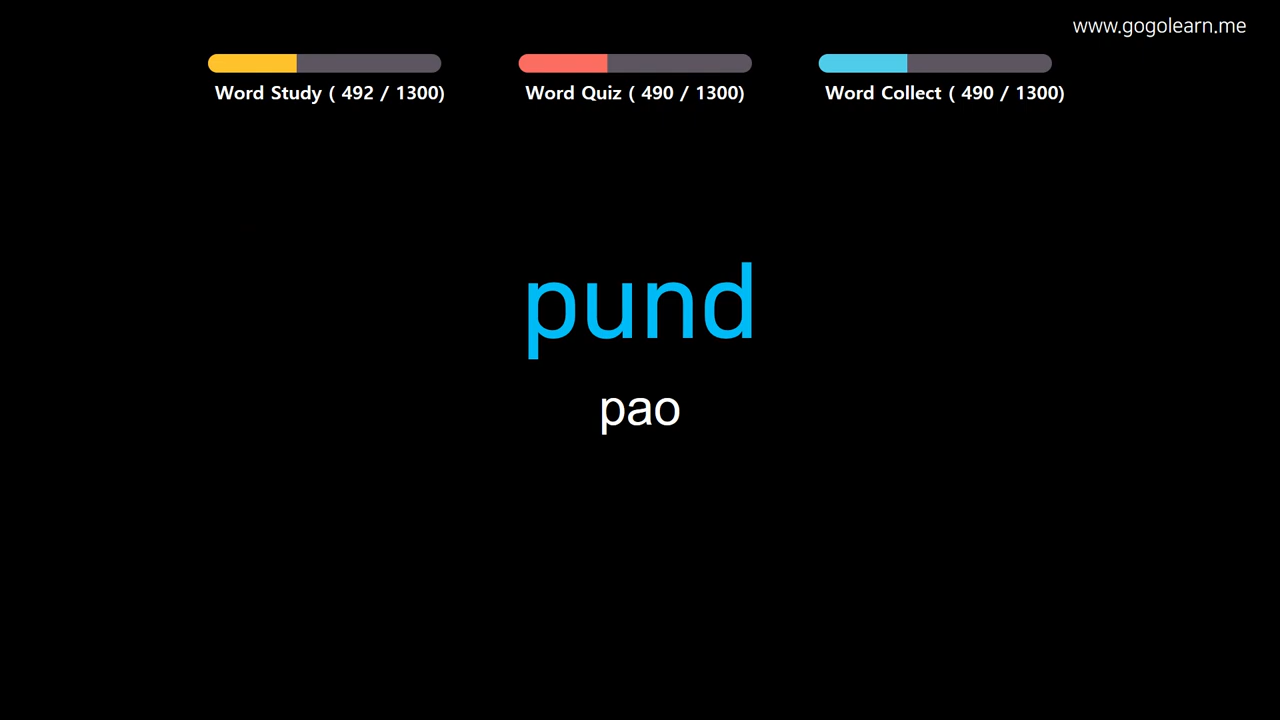 www.gogolearn.me
Word Study ( 492 / 1300)
Word Quiz ( 490 / 1300)
Word Collect ( 490 / 1300)
pund
pao